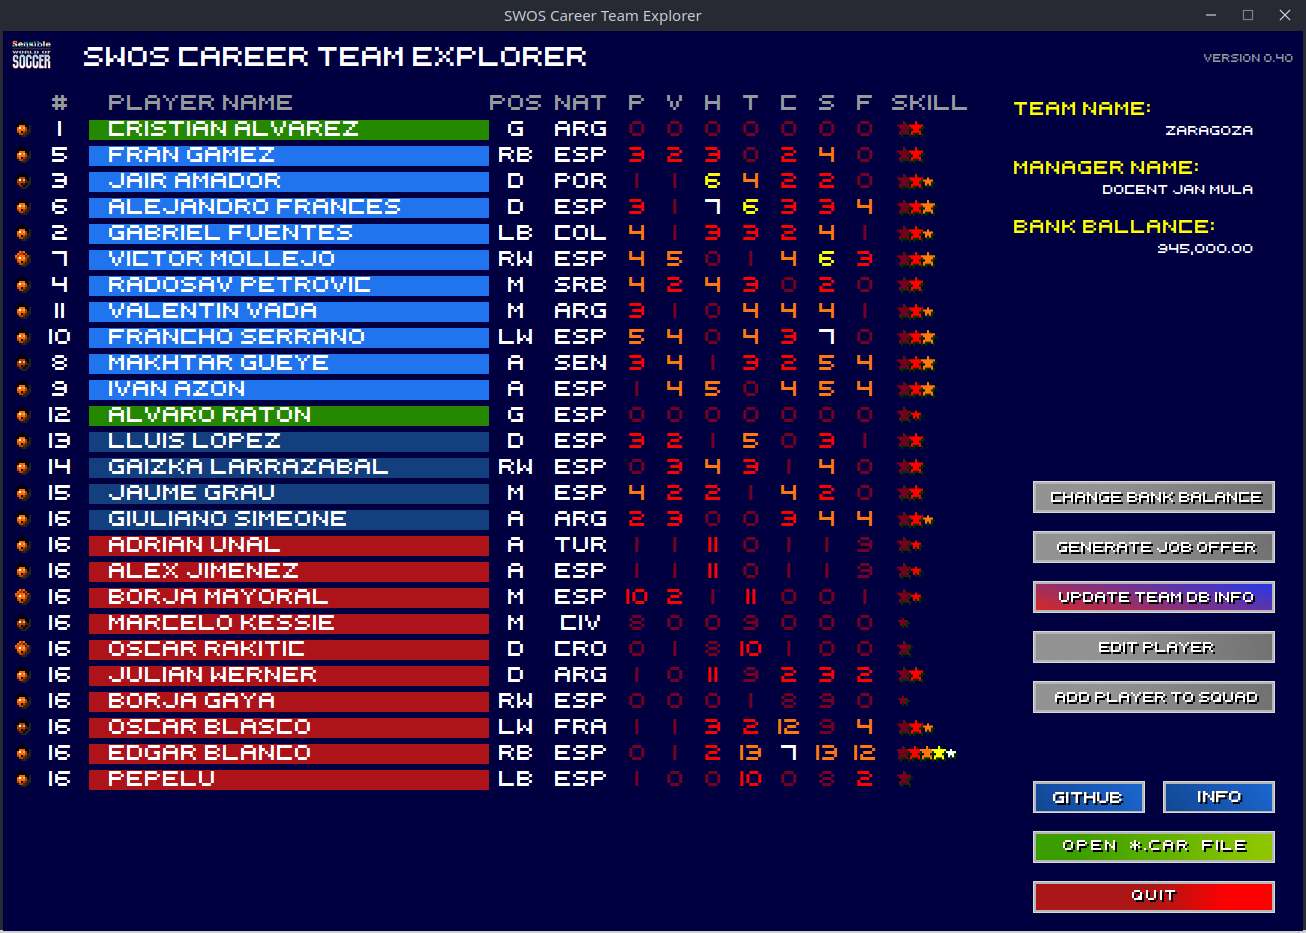 SWOS Career Team Explorer
Sensible
WORLD OF
SOCCER
SWOS CAREER TEAM EXPLORER
VERSION 0.40
# PLAYER NAME POS NAT P V H T C S F SKILL
1 CRISTIAN ALVAREZ G ARG 0 0 0 0 0 0 0
5 FRAN GAMEZ RB ESP 3 2 3 0 2 4 0
3 JAIR AMADOR D POR 1 1 6 4 2 2 0
6 ALEJANDRO FRANCES D ESP 3 1 7 6 3 3 4
2 GABRIEL FUENTES LB COL 4 1 3 3 2 4 1
7 VICTOR MOLLEJO RW ESP 4 5 0 1 4 6 3
4 RADOSAV PETROVIC M SRB 4 2 4 3 0 2 0
11 VALENTIN VADA M ARG 3 1 0 4 4 4 1
10 FRANCHO SERRANO LW ESP 5 4 0 4 3 7 0
8 MAKHTAR GUEYE A SEN 3 4 1 3 2 5 4
9 IVAN AZON A ESP 1 4 5 0 4 5 4
12 ALVARO RATON G ESP 0 0 0 0 0 0 0
13 LLUIS LOPEZ D ESP 3 2 1 5 0 3 1
14 GAIZKA LARRAZABAL RW ESP 0 3 4 3 1 4 0
15 JAUME GRAU M ESP 4 2 2 1 4 2 0
16 GIULIANO SIMEONE A ARG 2 3 0 0 3 4 4
16 ADRIAN UNAL A TUR 1 1 11 0 1 1 9
16 ALEX JIMENEZ A ESP 1 1 11 0 1 1 9
16 BORJA MAYORAL M ESP 10 2 1 11 0 0 1
16 MARCELO KESSIE M CIV 8 0 0 9 0 0 0
16 OSCAR RAKITIC D CRO 0 1 8 10 1 0 0
16 JULIAN WERNER D ARG 1 0 11 9 2 3 2
16 BORJA GAYA RW ESP 0 0 0 1 8 9 0
16 OSCAR BLASCO LW FRA 1 1 3 2 12 9 4
16 EDGAR BLANCO RB ESP 0 1 2 13 7 13 12
16 PEPELU LB ESP 1 0 0 10 0 8 2
TEAM NAME:
ZARAGOZA
MANAGER NAME:
DOCENT JAN MULA
BANK BALLANCE:
945,000.00
CHANGE BANK BALANCE
GENERATE JOB OFFER
UPDATE TEAM DB INFO
EDIT PLAYER
ADD PLAYER TO SQUAD
GITHUB
INFO
OPEN *.CAR FILE
QUIT